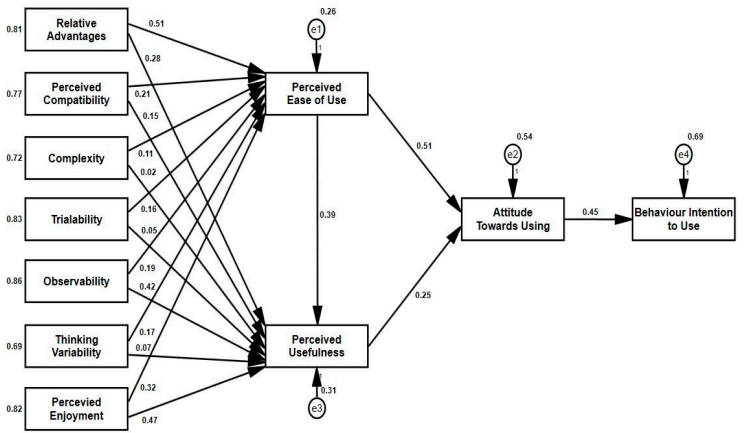 0.81
Relative
Advantages
0.51
0.28
0.77
Perceived
Compatibility
0.21
0.15
0.72
Complexity
0.11
0.02
0.83
Trialability
0.16
0.05
0.86
Observability
0.19
0.42
0.69
Thinking
Variability
0.17
0.07
0.82
Percevied
Enjoyment
0.32
0.47
0.26
e1
1
Perceived
Ease of Use
0.39
Perceived
Usefulness
1
0.31
e3
0.51
0.25
0.54
e2
1
Attitude
Towards Using
0.45
0.69
e4
1
Behaviour Intention
to Use